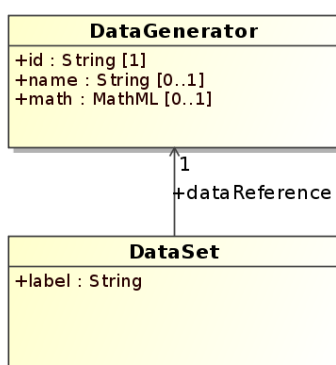 DataGenerator
+id : String [1]
+name : String [0..1]
+math : MathML [0..1]
1
+dataReference
DataSet
+label : String